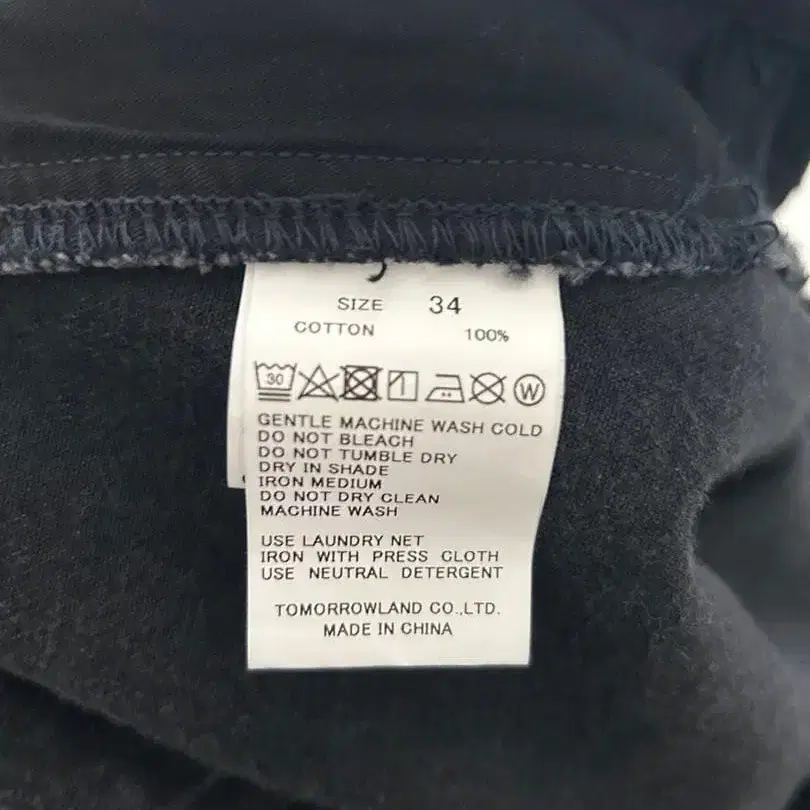 SIZE 34
COTTON 100%
30 W
GENTLE MACHINE WASH COLD
DO NOT BLEACH
DO NOT TUMBLE DRY
DRY IN SHADE
IRON MEDIUM
DO NOT DRY CLEAN
MACHINE WASH
USE LAUNDRY NET
IRON WITH PRESS CLOTH
USE NEUTRAL DETERGENT
TOMORROWLAND CO.,LTD.
MADE IN CHINA